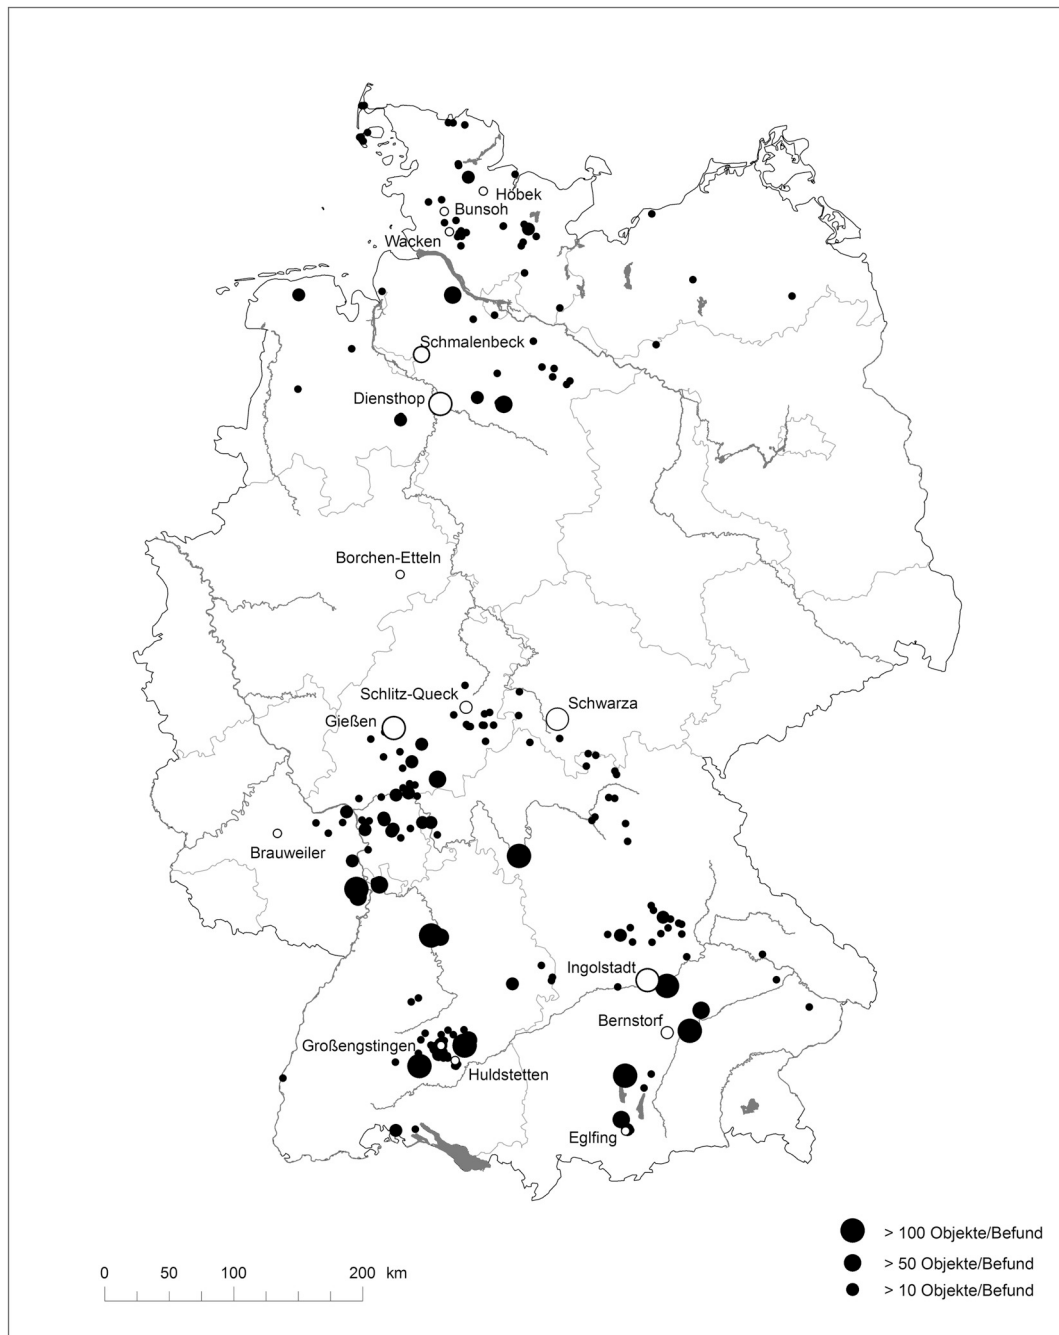 Höbek
Bunsoh
Wacken
Schmalenbeck
Diensthop
Borchen-Etteln
Schlitz-Queck
Schwarza
Gießen
Brauweiler
Ingolstadt
Bernstorf
Großengstingen
Huldstetten
Eglfing
> 100 Objekte/Befund
> 50 Objekte/Befund
> 10 Objekte/Befund
0 50 100 200 km